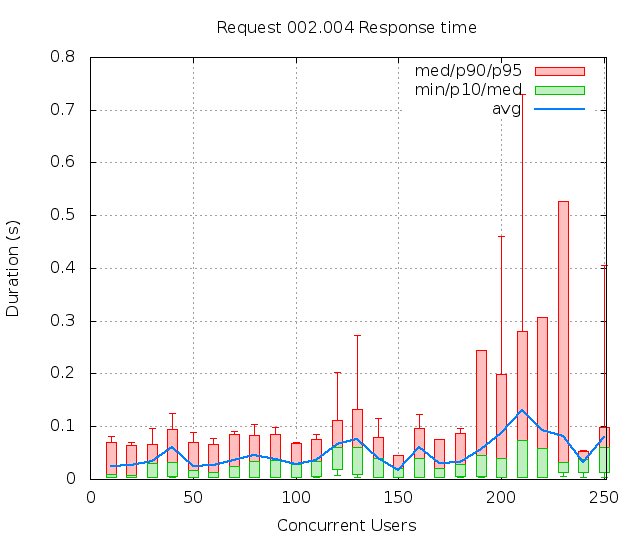 Request 002.004 Response time
med/p90/p95
min/p10/med
avg
Duration (s)
0.8
0.7
0.6
0.5
0.4
0.3
0.2
0.1
0
0 50 100 150 200 250
Concurrent Users